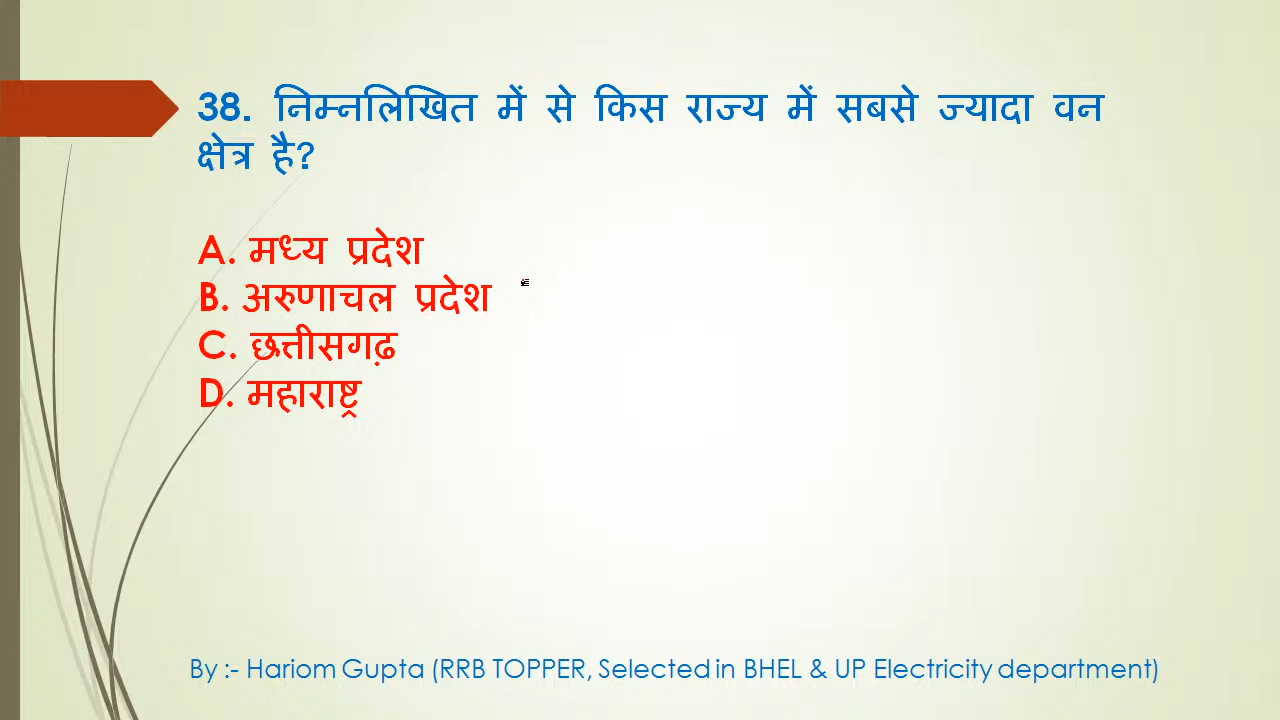 38. निम्नलिखित में से किस राज्य में सबसे ज्यादा वन
क्षेत्र है?
A. मध्य प्रदेश
B. अरुणाचल प्रदेश
C. छत्तीसगढ़
D. महाराष्ट्र
By :- Hariom Gupta (RRB TOPPER, Selected in BHEL & UP Electricity department)